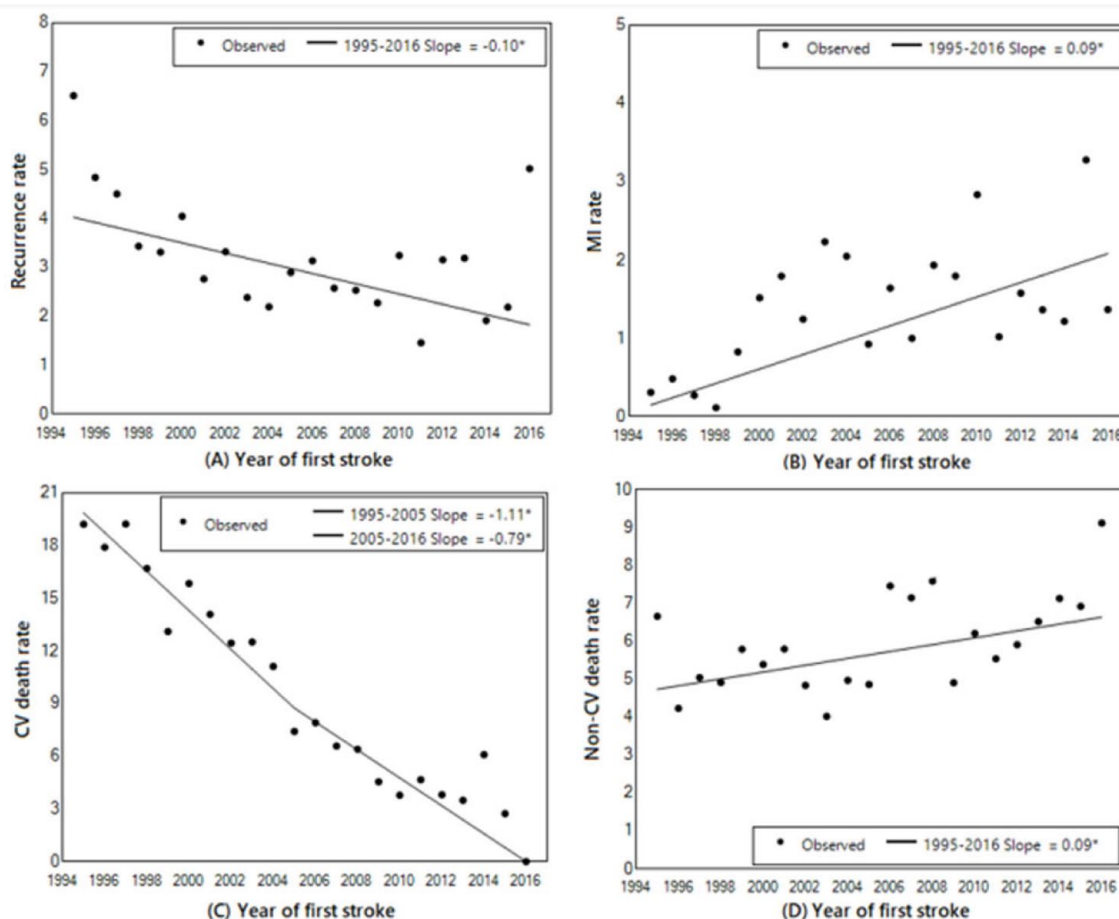 8
7
6
5
4
3
2
1
0
Recurrence rate
Observed 1995-2016 Slope = -0.10*
1994 1996 1998 2000 2002 2004 2006 2008 2010 2012 2014 2016
(A) Year of first stroke
5
4
3
2
1
0
MI rate
Observed 1995-2016 Slope = 0.09*
1994 1996 1998 2000 2002 2004 2006 2008 2010 2012 2014 2016
(B) Year of first stroke
21
18
15
12
9
6
3
0
CV death rate
Observed 1995-2005 Slope = -1.11*
2005-2016 Slope = -0.79*
1994 1996 1998 2000 2002 2004 2006 2008 2010 2012 2014 2016
(C) Year of first stroke
10
9
8
7
6
5
4
3
2
1
0
Non-CV death rate
Observed 1995-2016 Slope = 0.09*
1994 1996 1998 2000 2002 2004 2006 2008 2010 2012 2014 2016
(D) Year of first stroke